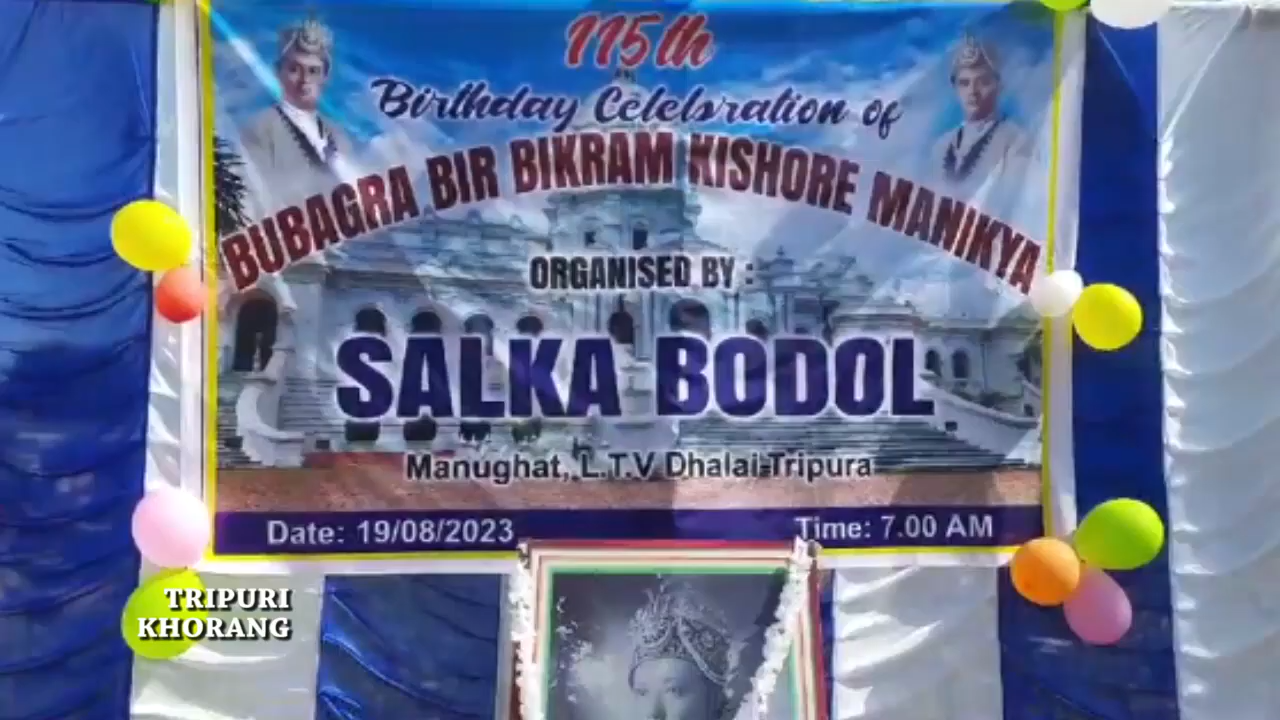 115th
Birthday Celebration of
BUBAGRA BIR BIKRAM KISHORE MANIKYA
ORGANISED BY :
SALKA BODOL
Manughat, L.T.V Dhalai Tripura
Date: 19/08/2023 Time: 7.00 AM
TRIPURI
KHORANG